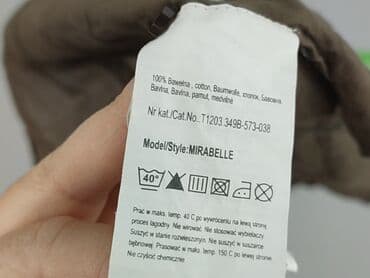 100% Bawełna , cotton, Baumwolle, хлопок, Бавовна
Bavlna, Bavlna, pamut, medvilnė
Nr kat./Cat.No..T1203.349B-573-038
Model/Style:MIRABELLE
40°
Prać w maks. temp. 40 C po wywróceniu na lewą stronę
proces łagodny. Nie wirować. Nie stosować wybielaczy
Suszyć w stanie rozwieszonym. Nie suszyć w suszarce
bębnowej. Prasować w maks. temp 150 C po lewej stronie
Nie czyścić chemicznie